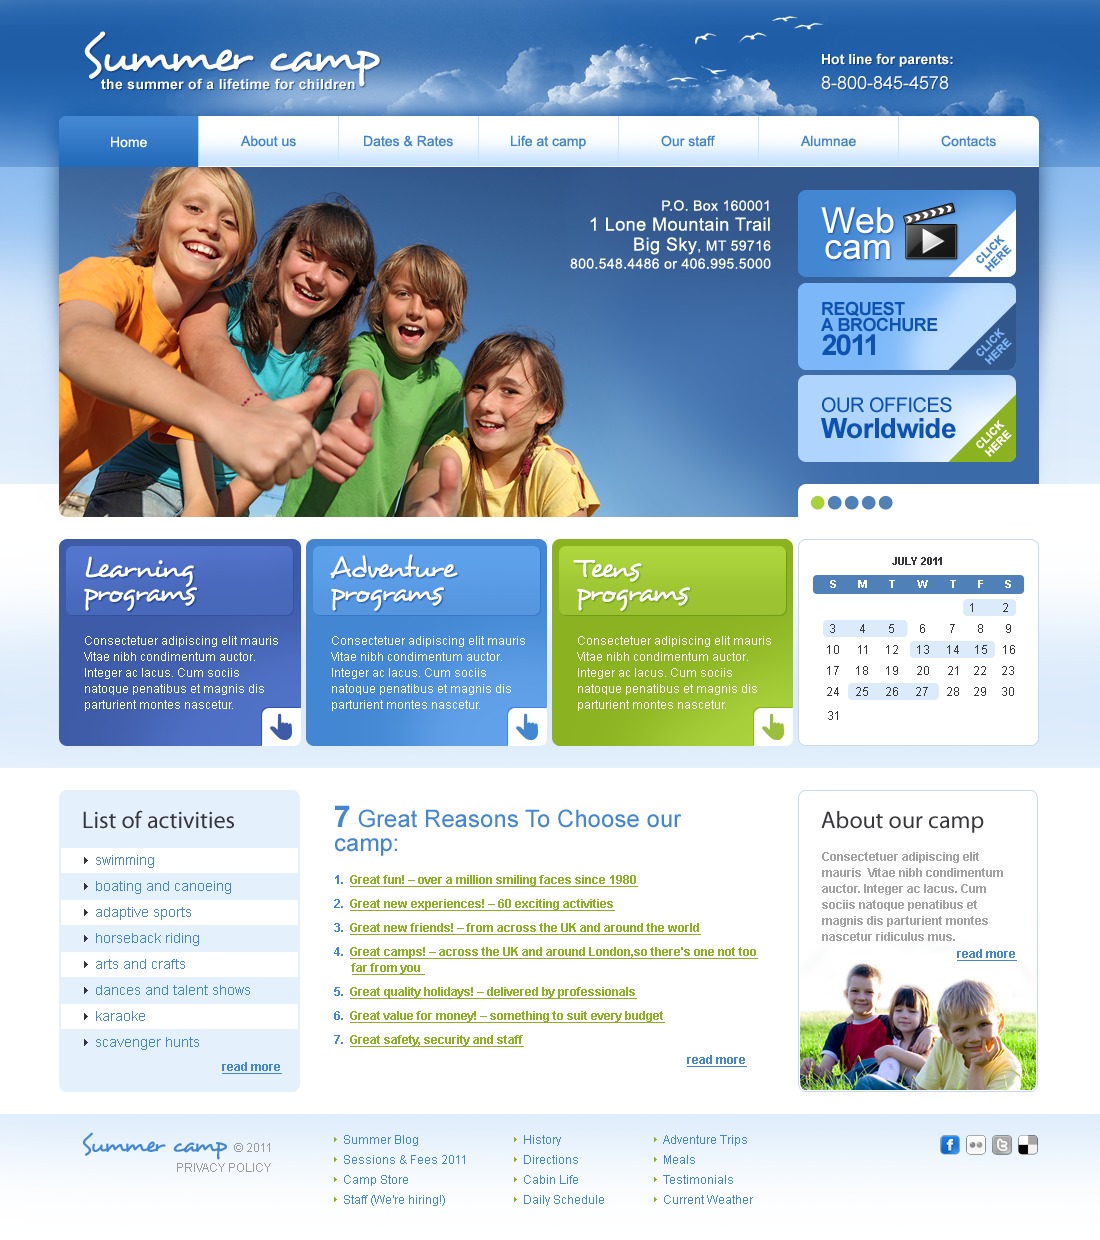 Summer camp
the summer of a lifetime for children
Hot line for parents:
8-800-845-4578
Home
About us
Dates & Rates
Life at camp
Our staff
Alumnae
Contacts
P.O. Box 160001
1 Lone Mountain Trail
Big Sky, MT 59716
800.548.4486 or 406.995.5000
Web
cam
CLICK
HERE
REQUEST
A BROCHURE
2011
CLICK
HERE
OUR OFFICES
Worldwide
CLICK
HERE
Learning
programs
Consectetuer adipiscing elit mauris
Vitae nibh condimentum auctor.
Integer ac lacus. Cum sociis
natoque penatibus et magnis dis
parturient montes nascetur.
Adventure
programs
Consectetuer adipiscing elit mauris
Vitae nibh condimentum auctor.
Integer ac lacus. Cum sociis
natoque penatibus et magnis dis
parturient montes nascetur.
Teens
programs
Consectetuer adipiscing elit mauris
Vitae nibh condimentum auctor.
Integer ac lacus. Cum sociis
natoque penatibus et magnis dis
parturient montes nascetur.
JULY 2011
S M T W T F S
1 2
3 4 5 6 7 8 9
10 11 12 13 14 15 16
17 18 19 20 21 22 23
24 25 26 27 28 29 30
31
List of activities
swimming
boating and canoeing
adaptive sports
horseback riding
arts and crafts
dances and talent shows
karaoke
scavenger hunts
read more
7 Great Reasons To Choose our
camp:
1. Great fun! – over a million smiling faces since 1980
2. Great new experiences! – 60 exciting activities
3. Great new friends! – from across the UK and around the world
4. Great camps! – across the UK and around London,so there's one not too
far from you
5. Great quality holidays! – delivered by professionals
6. Great value for money! – something to suit every budget
7. Great safety, security and staff
read more
About our camp
Consectetuer adipiscing elit
mauris Vitae nibh condimentum
auctor. Integer ac lacus. Cum
sociis natoque penatibus et
magnis dis parturient montes
nascetur ridiculus mus.
read more
Summer camp © 2011
PRIVACY POLICY
Summer Blog
Sessions & Fees 2011
Camp Store
Staff (We're hiring!)
History
Directions
Cabin Life
Daily Schedule
Adventure Trips
Meals
Testimonials
Current Weather
f
t